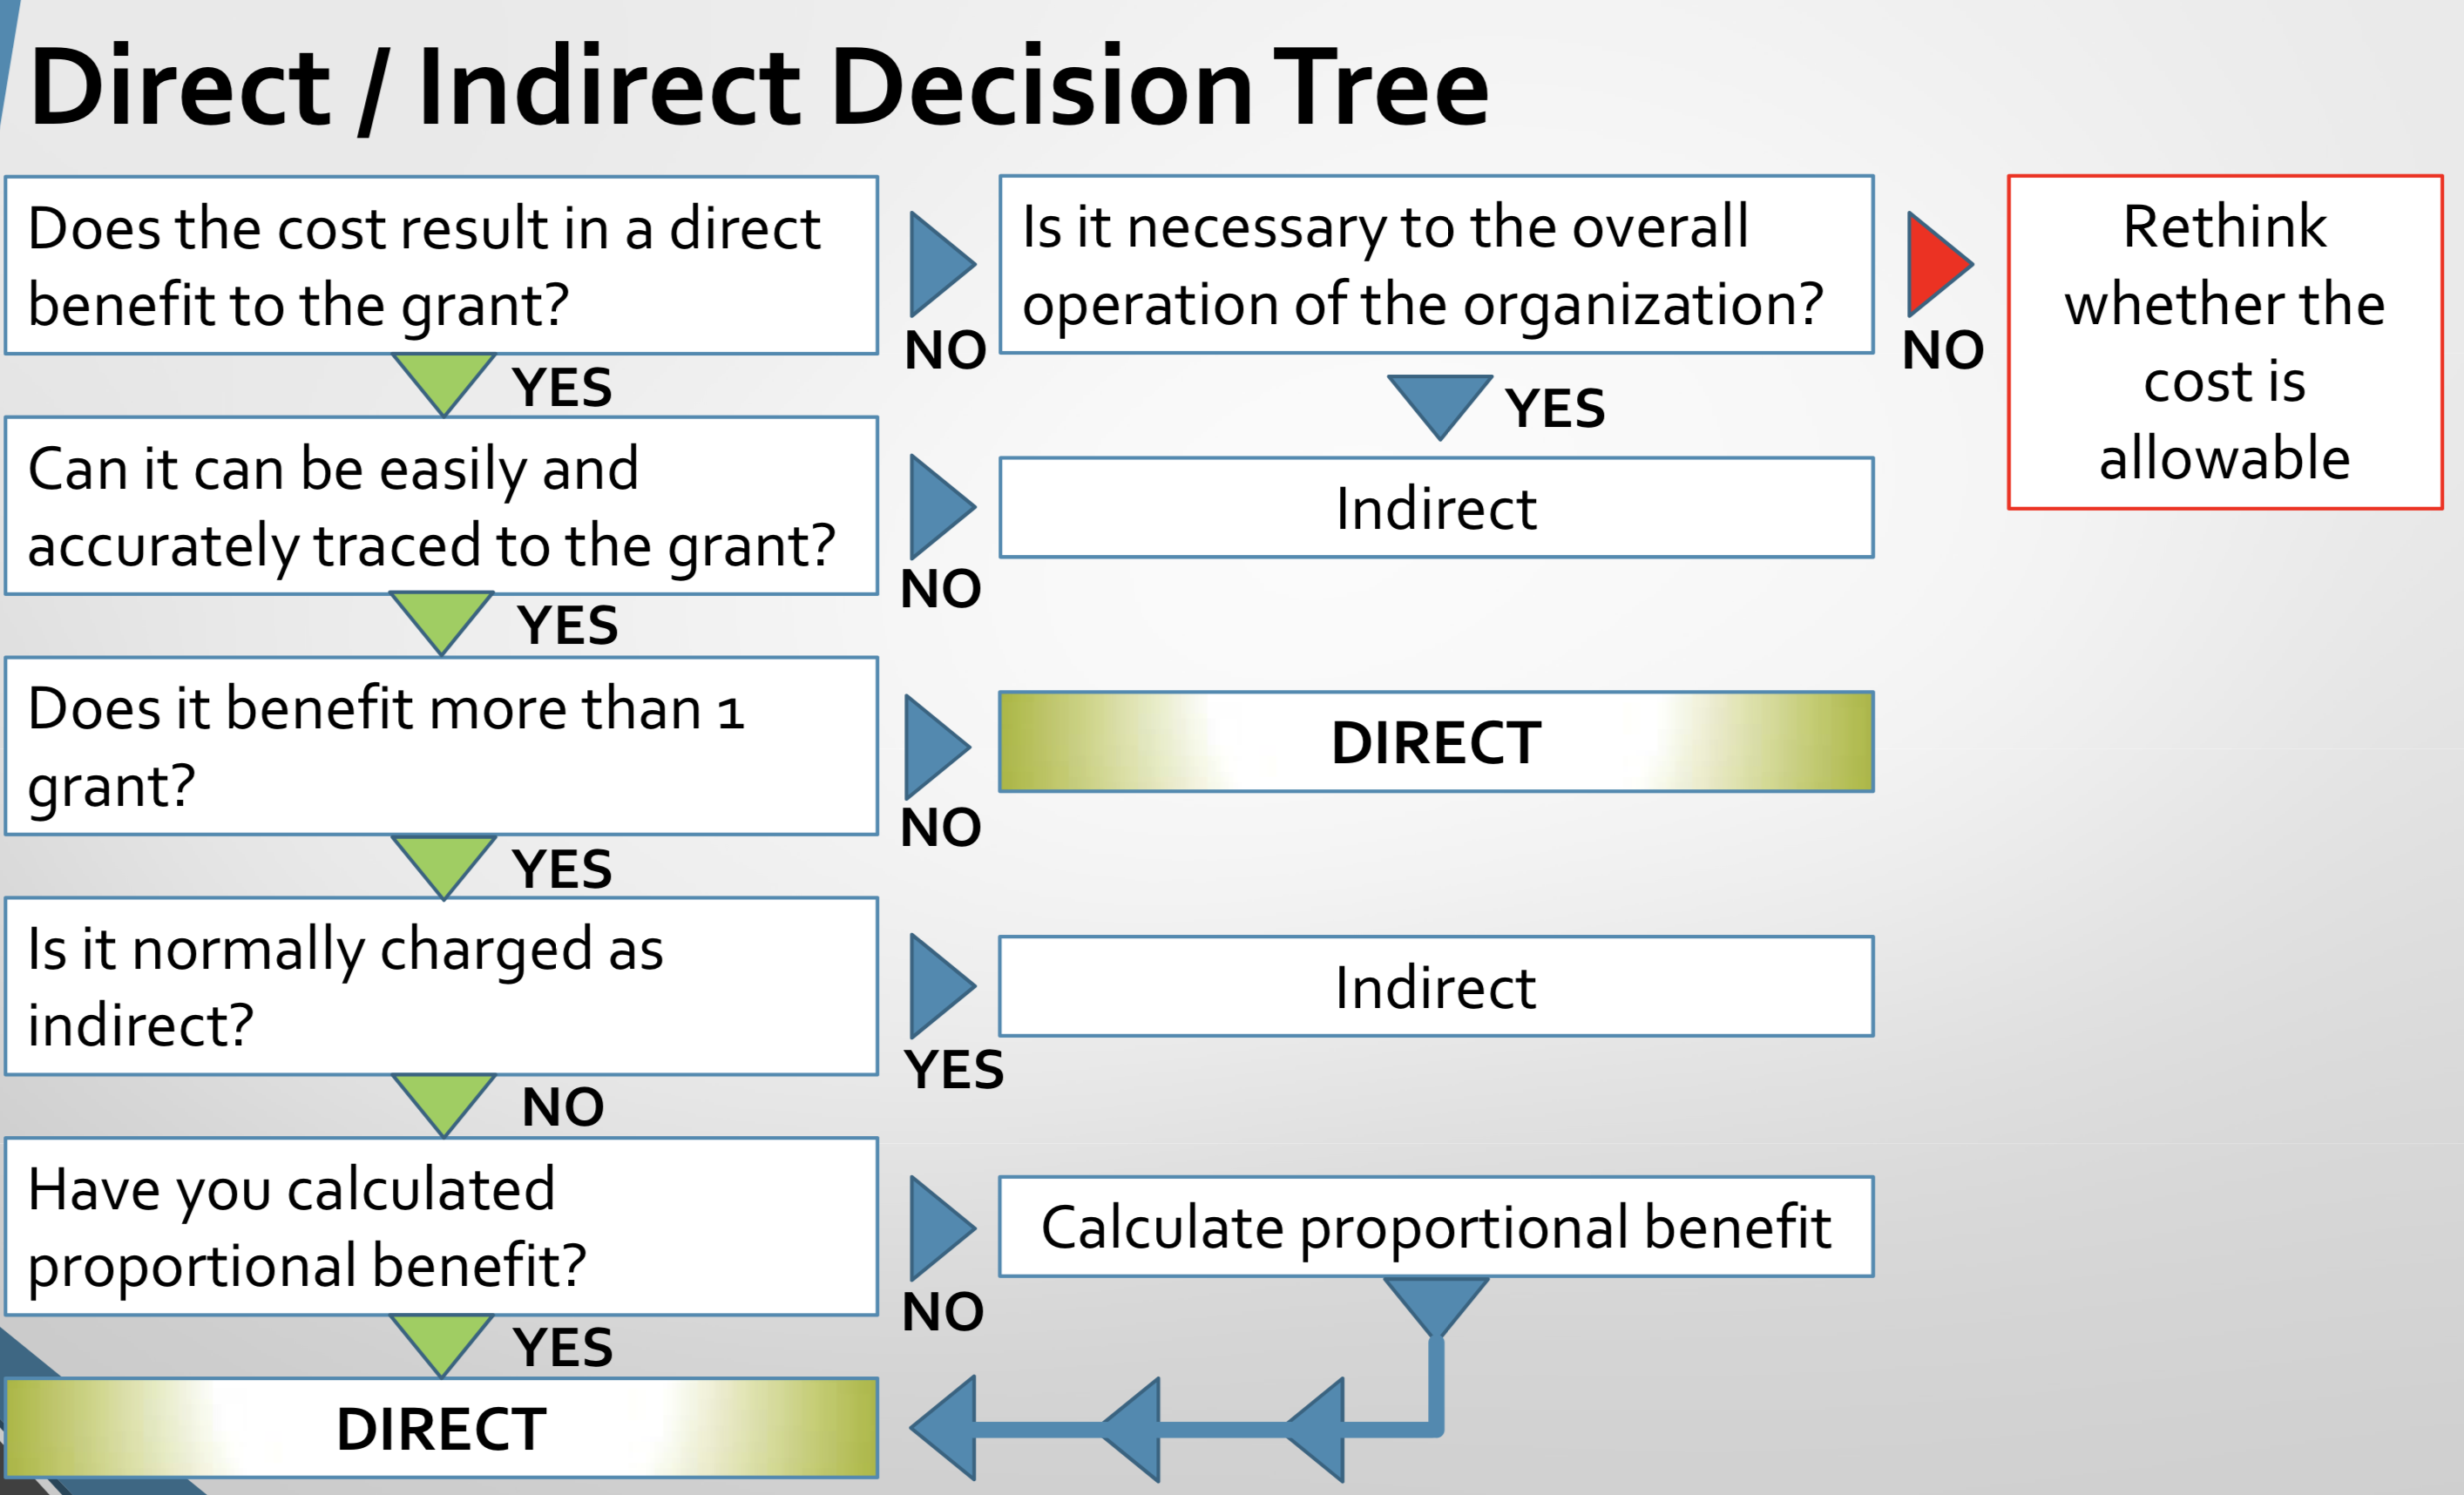 Direct / Indirect Decision Tree
Does the cost result in a direct
benefit to the grant?
NO
Is it necessary to the overall
operation of the organization?
NO
Rethink
whether the
cost is
allowable
YES
YES
Can it can be easily and
accurately traced to the grant?
NO
Indirect
YES
Does it benefit more than 1
grant?
NO
DIRECT
YES
Is it normally charged as
indirect?
YES
Indirect
NO
Have you calculated
proportional benefit?
NO
Calculate proportional benefit
YES
DIRECT